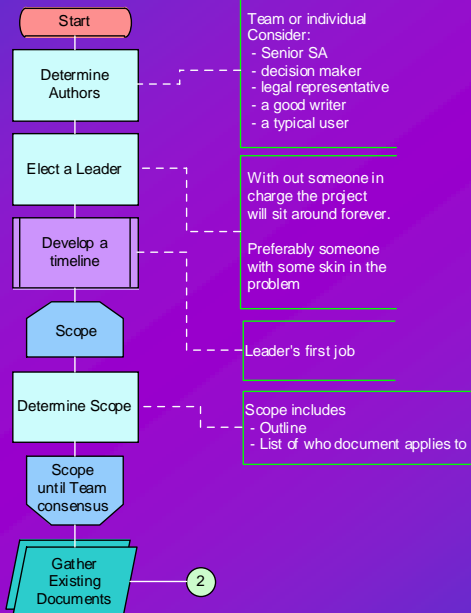 Start
Determine
Authors
Team or individual
Consider:
- Senior SA
- decision maker
- legal representative
- a good writer
- a typical user
Elect a Leader
With out someone in
charge the project
will sit around forever.
Preferably someone
with some skin in the
problem
Develop a
timeline
Leader's first job
Scope
Determine Scope
Scope includes
- Outline
- List of who document applies to
Scope
until Team
consensus
Gather
Existing
Documents
2